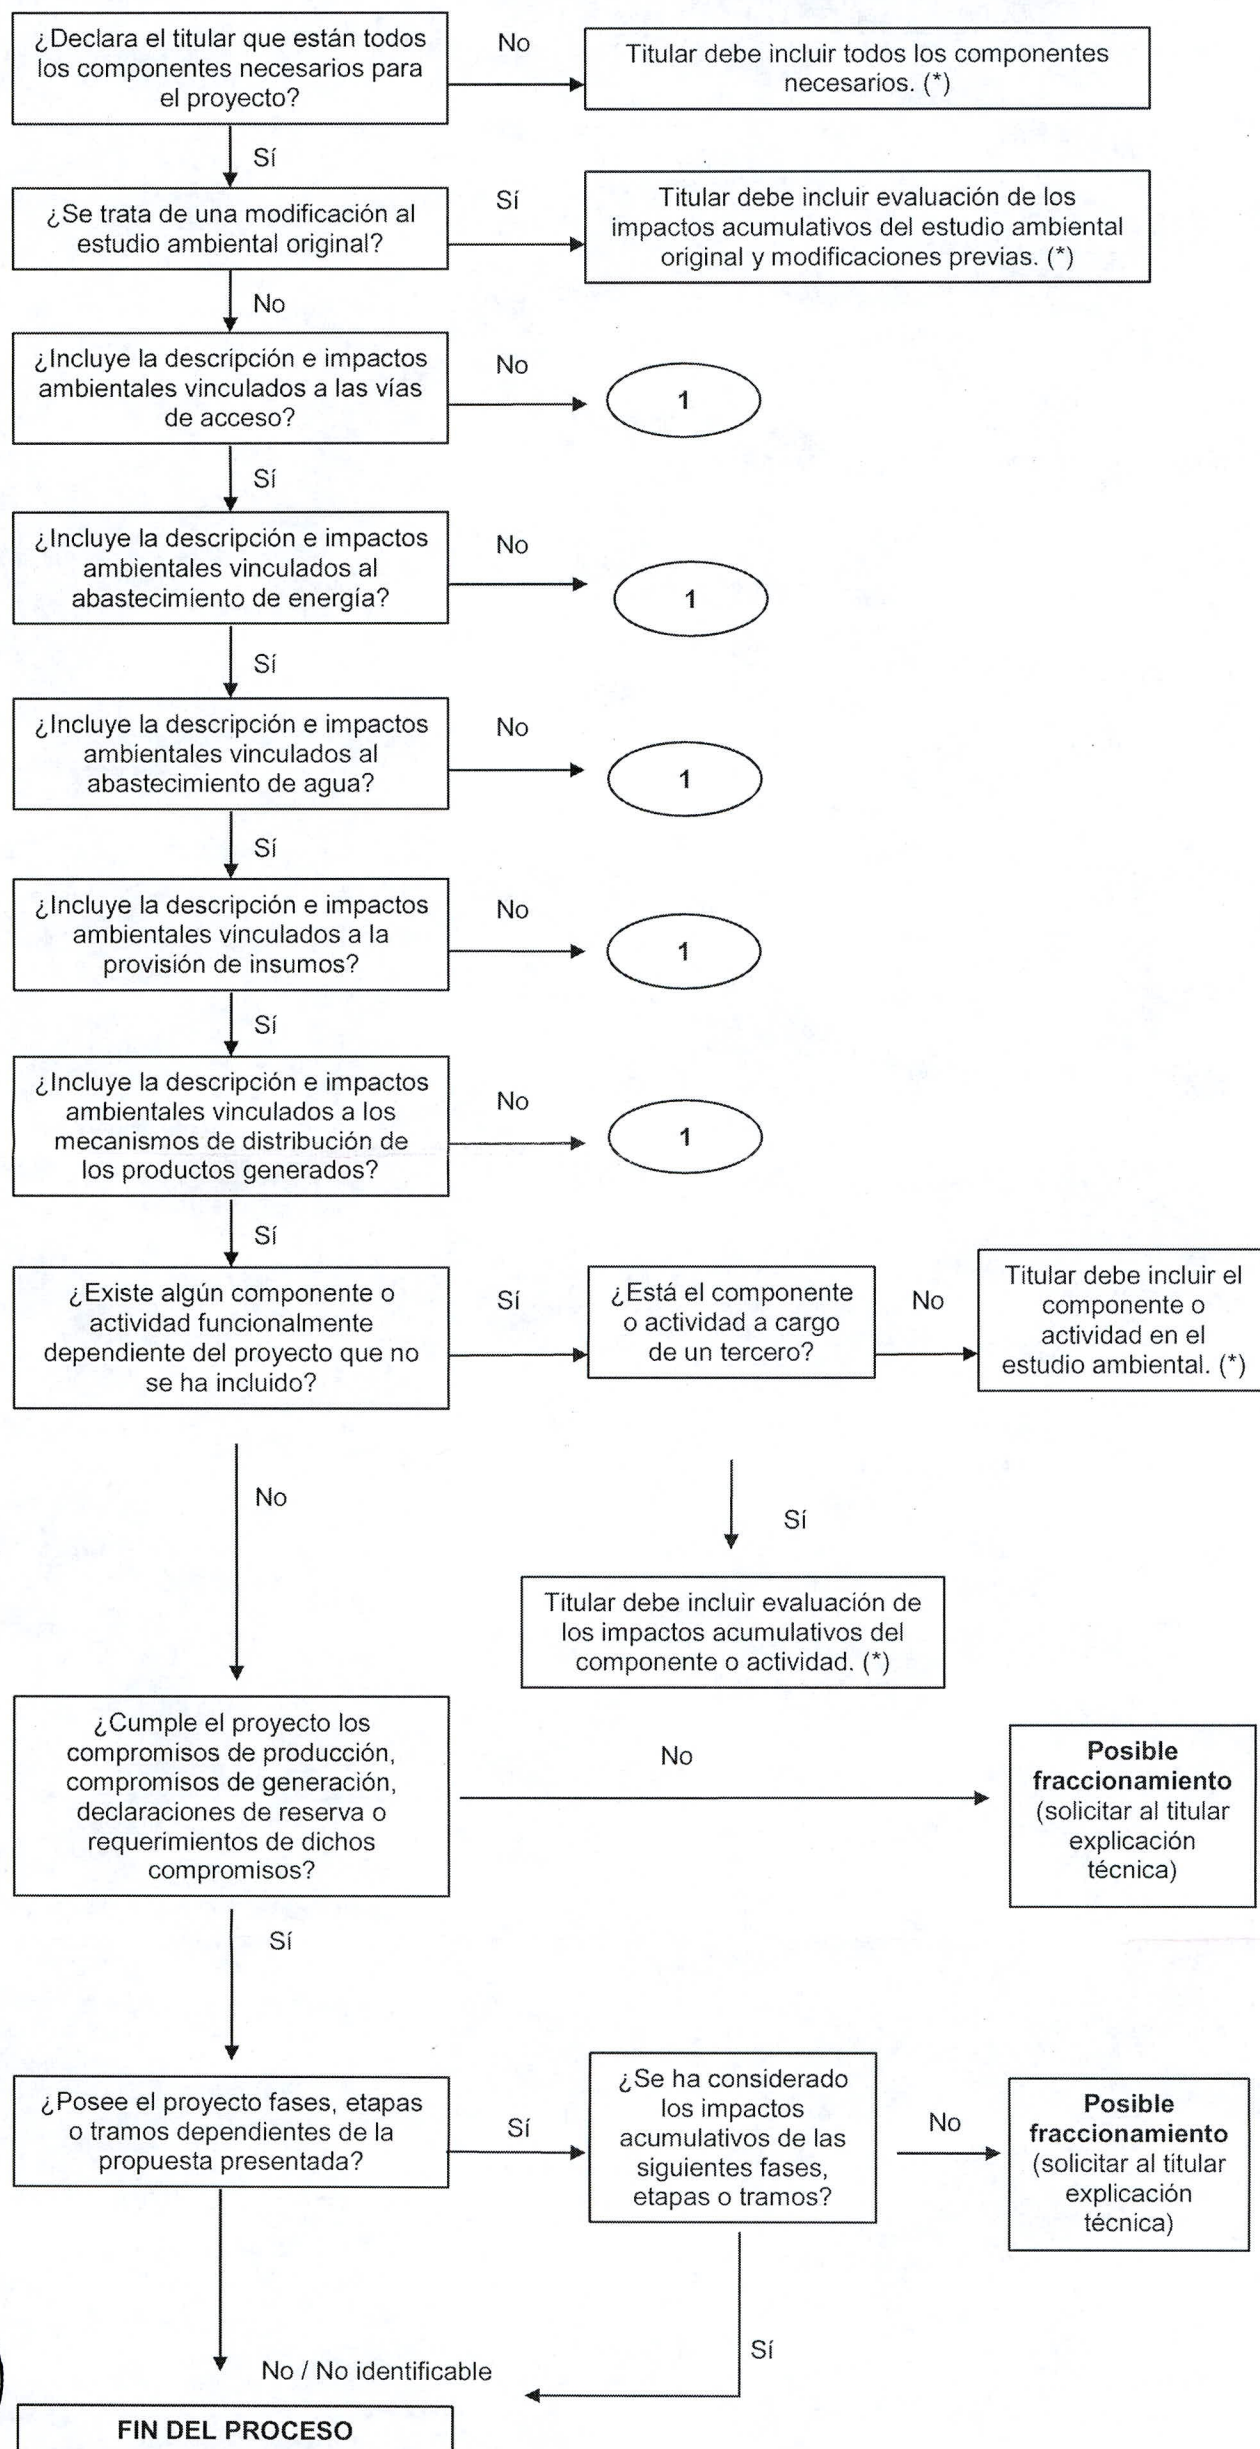 ¿Declara el titular que están todos
los componentes necesarios para
el proyecto?
No
Titular debe incluir todos los componentes
necesarios. (*)
Sí
¿Se trata de una modificación al
estudio ambiental original?
Sí
Titular debe incluir evaluación de los
impactos acumulativos del estudio ambiental
original y modificaciones previas. (*)
No
¿Incluye la descripción e impactos
ambientales vinculados a las vías
de acceso?
No
1
Sí
¿Incluye la descripción e impactos
ambientales vinculados al
abastecimiento de energía?
No
1
Sí
¿Incluye la descripción e impactos
ambientales vinculados al
abastecimiento de agua?
No
1
Sí
¿Incluye la descripción e impactos
ambientales vinculados a la
provisión de insumos?
No
1
Sí
¿Incluye la descripción e impactos
ambientales vinculados a los
mecanismos de distribución de
los productos generados?
No
1
Sí
¿Existe algún componente o
actividad funcionalmente
dependiente del proyecto que no
se ha incluido?
Sí
¿Está el componente
o actividad a cargo
de un tercero?
No
Titular debe incluir el
componente o
actividad en el
estudio ambiental. (*)
No
Sí
Titular debe incluir evaluación de
los impactos acumulativos del
componente o actividad. (*)
¿Cumple el proyecto los
compromisos de producción,
compromisos de generación,
declaraciones de reserva o
requerimientos de dichos
compromisos?
No
Posible
fraccionamiento
(solicitar al titular
explicación
técnica)
Sí
¿Posee el proyecto fases, etapas
o tramos dependientes de la
propuesta presentada?
Sí
¿Se ha considerado
los impactos
acumulativos de las
siguientes fases,
etapas o tramos?
No
Posible
fraccionamiento
(solicitar al titular
explicación
técnica)
Sí
No / No identificable
FIN DEL PROCESO